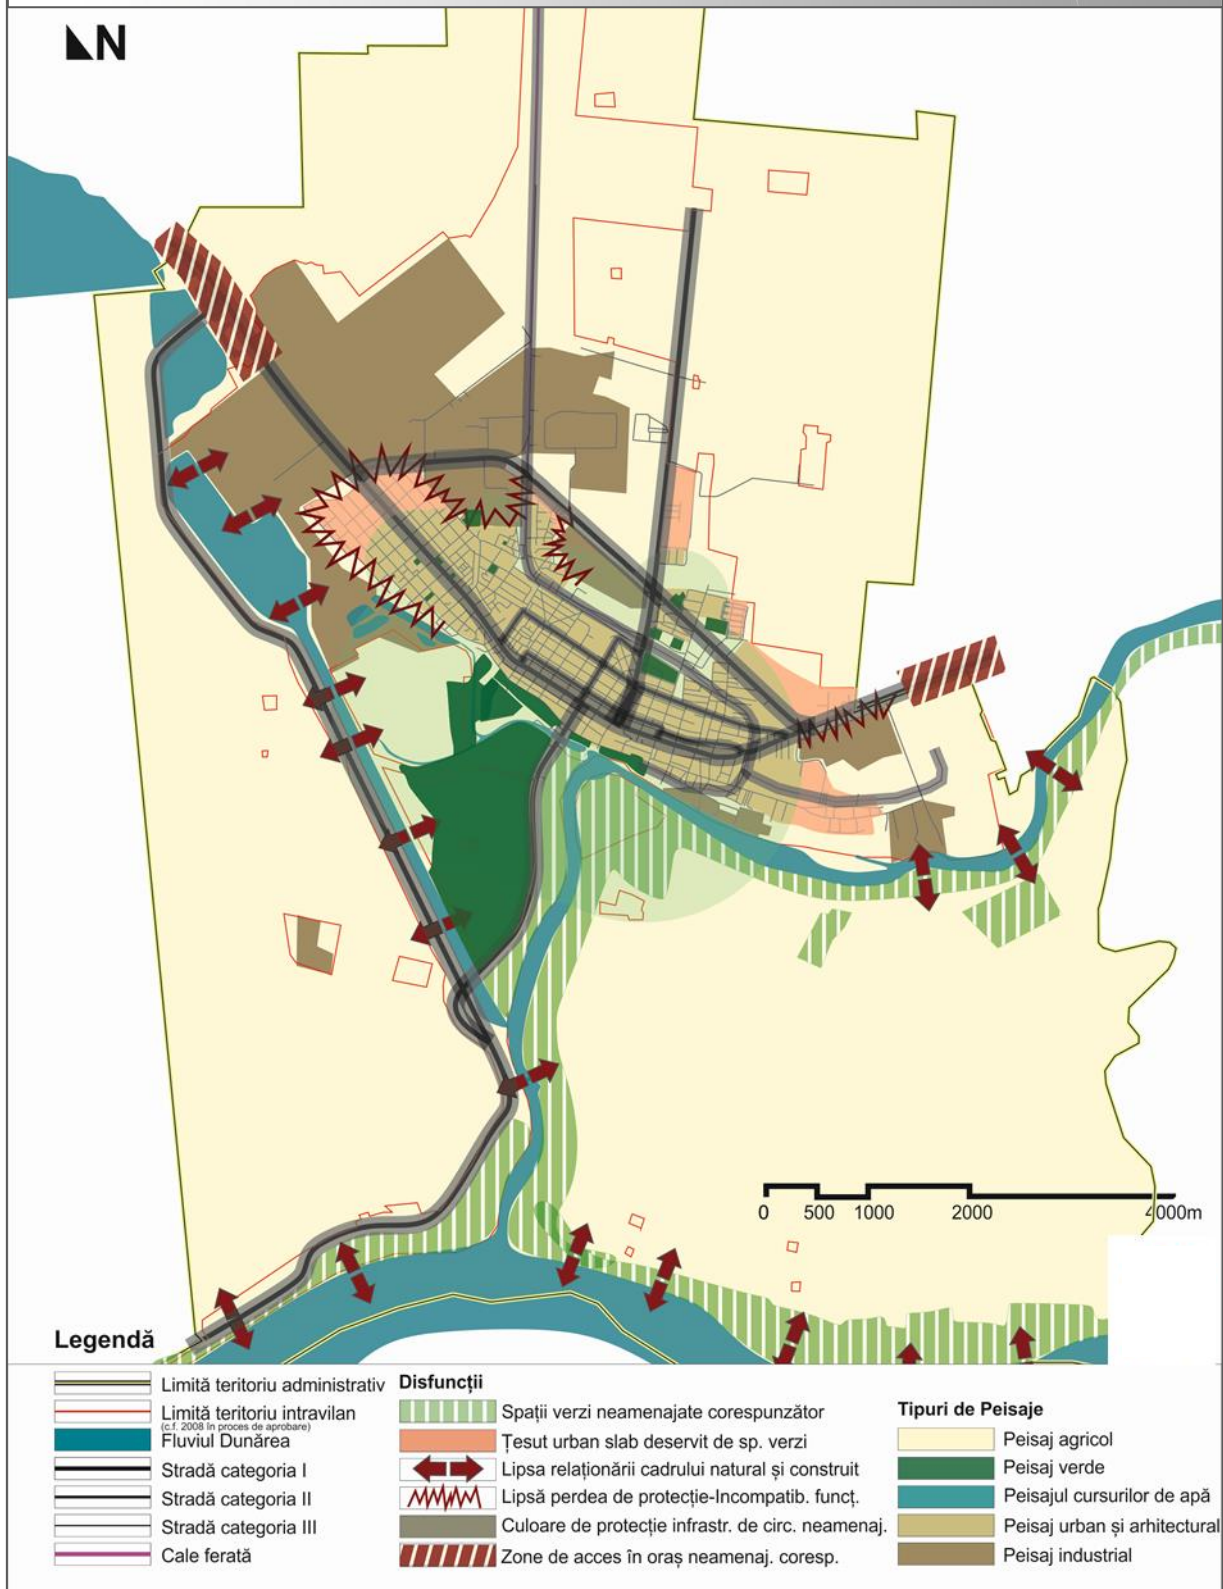 N
0 500 1000 2000 4000m
Legendă
Limită teritoriu administrativ
Limită teritoriu intravilan
(c.f. 2008 în proces de aprobare)
Fluviul Dunărea
Stradă categoria I
Stradă categoria II
Stradă categoria III
Cale ferată
Disfuncții
Spații verzi neamenajate corespunzător
Țesut urban slab deservit de sp. verzi
Lipsa relaționării cadrului natural și construit
Lipsă perdea de protecție-Incompatib. funcț.
Culoare de protecție infrastr. de circ. neamenaj.
Zone de acces în oraș neamenaj. coresp.
Tipuri de Peisaje
Peisaj agricol
Peisaj verde
Peisajul cursurilor de apă
Peisaj urban și arhitectural
Peisaj industrial